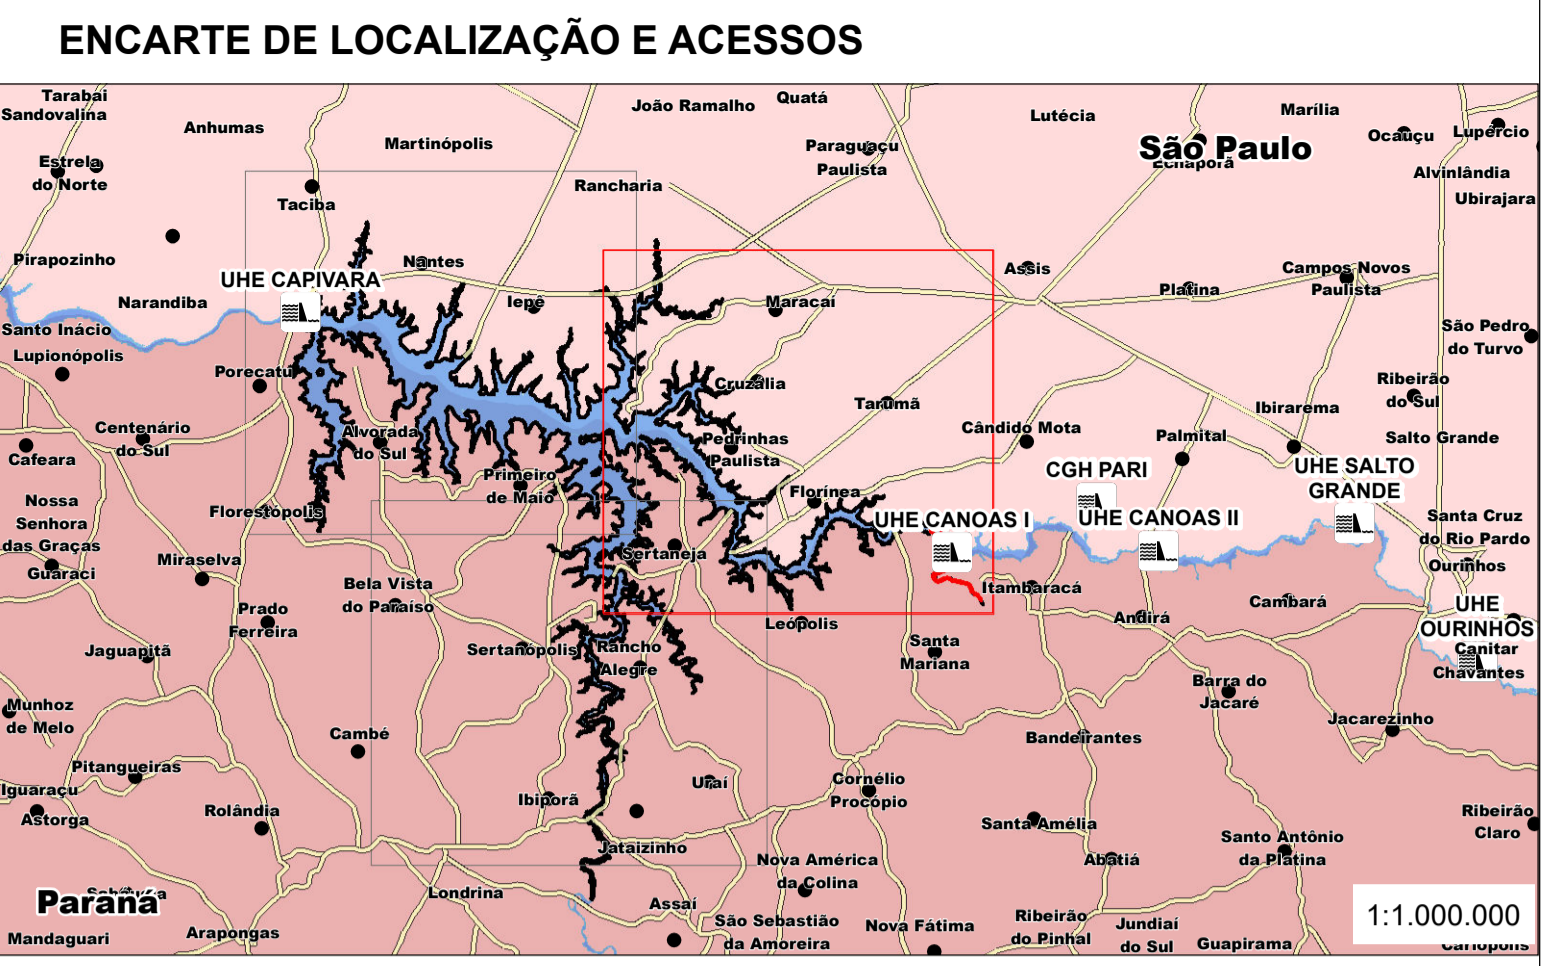 ENCARTE DE LOCALIZAÇÃO E ACESSOS
Tarabai
Sandovalina
Anhumas
Martinópolis
João Ramalho
Quatá
Lutécia
Marília
Ocauçu
Lupércio
Estrela
do Norte
Paraguaçu
Paulista
São Paulo
Echaporã
Alvinlândia
Ubirajara
Taciba
Rancharia
Pirapozinho
Nantes
Assis
Campos Novos
Paulista
UHE CAPIVARA
Narandiba
Iepê
Maracaí
Platina
Santo Inácio
Lupionópolis
São Pedro
do Turvo
Porecatu
Cruzália
Tarumã
Ribeirão
do Sul
Ibirarema
Centenário
do Sul
Alvorada
do Sul
Pedrinhas
Paulista
Cândido Mota
Palmital
Salto Grande
Cafeara
Primeiro
de Maio
CGH PARI
UHE SALTO
GRANDE
Nossa
Senhora
das Graças
Florestópolis
Florínea
UHE CANOAS I
UHE CANOAS II
Santa Cruz
do Rio Pardo
Guaraci
Miraselva
Sertaneja
Ourinhos
Bela Vista
do Paraíso
Itambaracá
Cambará
Prado
Ferreira
Leópolis
Andirá
UHE
OURINHOS
Jaguapitã
Sertanópolis
Rancho
Alegre
Santa
Mariana
Canitar
Chavantes
Barra do
Jacaré
Munhoz
de Melo
Cambé
Bandeirantes
Jacarezinho
Pitangueiras
Iguaraçu
Astorga
Rolândia
Ibiporã
Uraí
Cornélio
Procópio
Ribeirão
Claro
Santa Amélia
Santo Antônio
da Platina
Jataizinho
Nova América
da Colina
Abatiá
Paraná
Londrina
Assaí
1:1.000.000
Mandaguari
Arapongas
São Sebastião
da Amoreira
Nova Fátima
Ribeirão
do Pinhal
Jundiaí
do Sul
Guapirama
Carlópolis